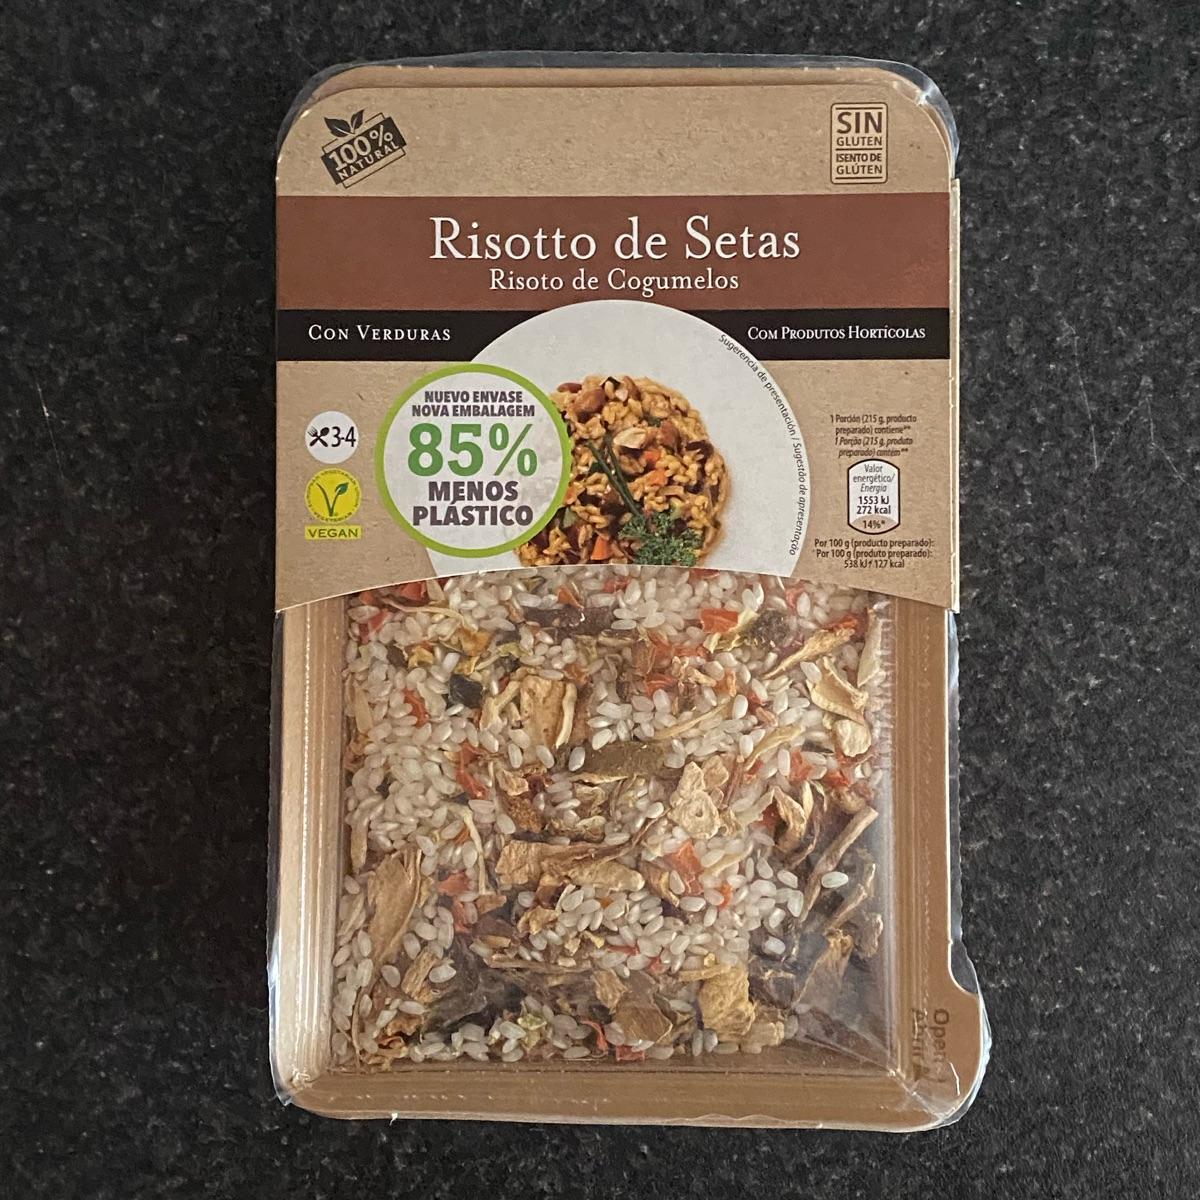 100%
NATURAL
SIN
GLUTEN
ISENTO DE
GLÚTEN
Risotto de Setas
Risoto de Cogumelos
CON VERDURAS
COM PRODUTOS HORTÍCOLAS
Sugerencia de presentación / Sugestão de apresentação
NUEVO ENVASE
NOVA EMBALAGEM
85%
MENOS
PLÁSTICO
3-4
VEGAN
1 Porción (215 g, producto
preparado) contiene**
1 Porção (215 g, produto
preparado) contém**
Valor
energético/
Energia
1553 kJ
272 kcal
14%*
Por 100 g (producto preparado):
Por 100 g (produto preparado):
538 kJ / 127 kcal